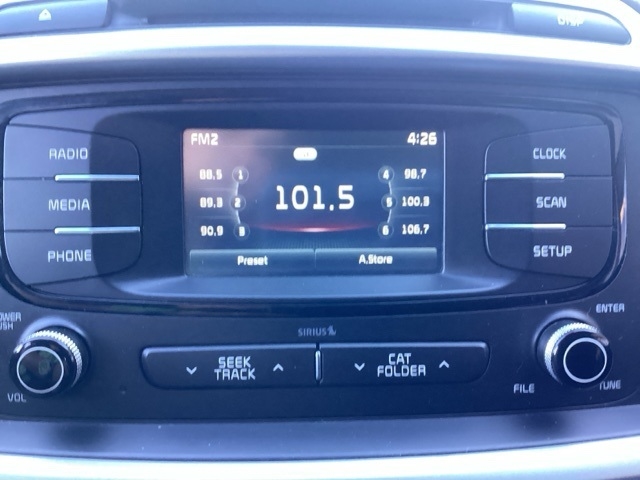 DISP
FM2 4:26
RADIO CLOCK
88.5 1 4 98.7
101.5
MEDIA 89.3 2 5 100.3 SCAN
PHONE 90.9 3 6 106.7 SETUP
Preset A.Store
SIRIUS
ENTER
SEEK TRACK
CAT FOLDER
VOL
FILE TUNE